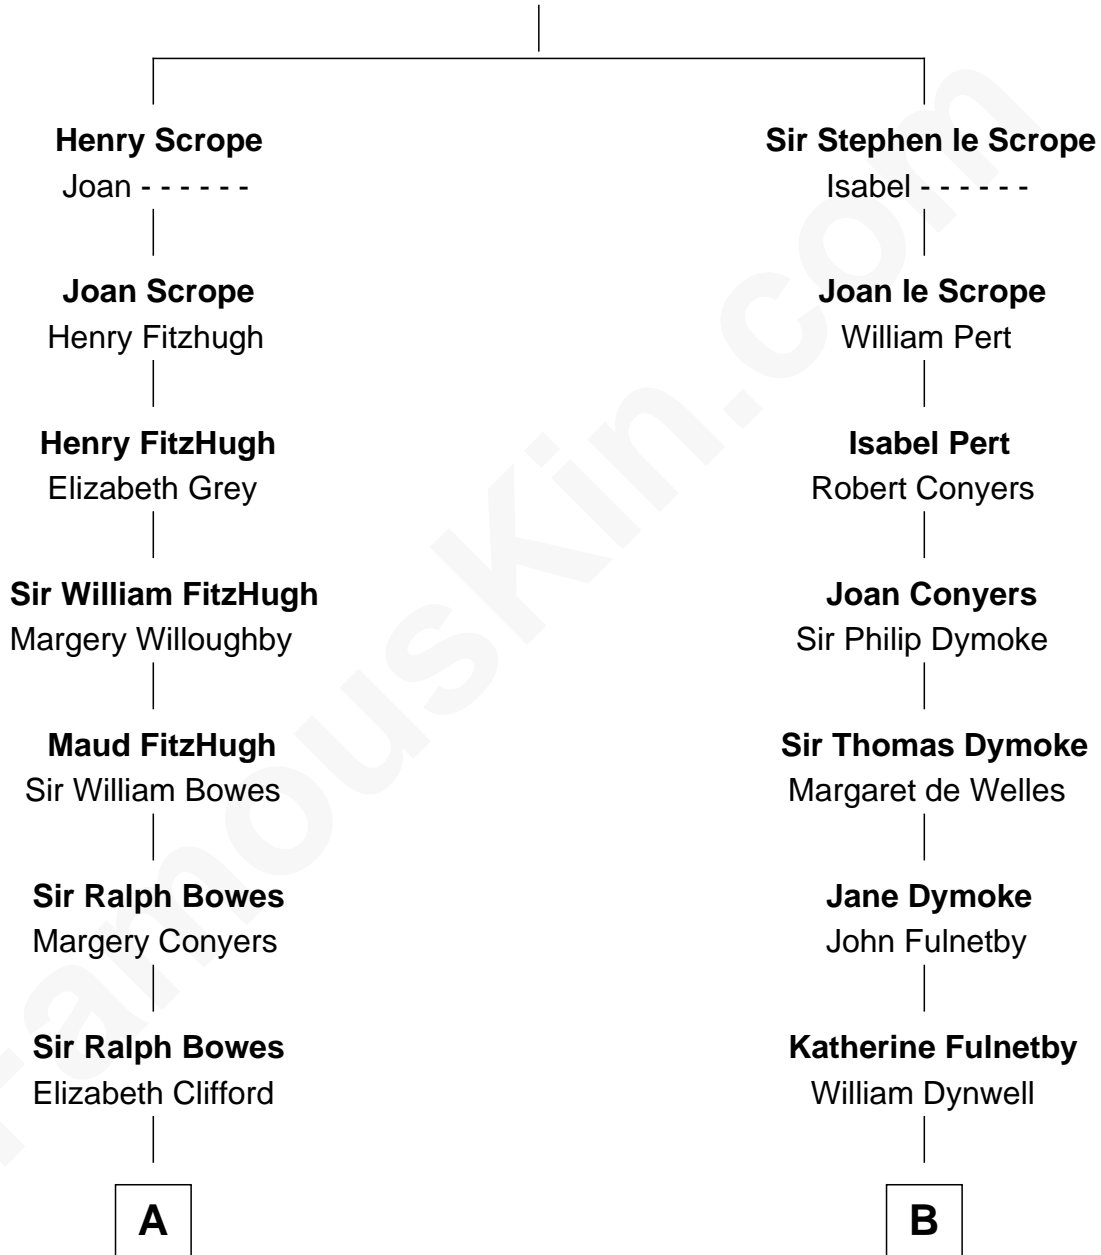 Henry Scrope
Joan - - - - - -
Joan Scrope
Henry Fitzhugh
Henry FitzHugh
Elizabeth Grey
Sir William FitzHugh
Margery Willoughby
Maud FitzHugh
Sir William Bowes
Sir Ralph Bowes
Margery Conyers
Sir Ralph Bowes
Elizabeth Clifford
A
Sir Stephen le Scrope
Isabel - - - - - -
Joan le Scrope
William Pert
Isabel Pert
Robert Conyers
Joan Conyers
Sir Philip Dymoke
Sir Thomas Dymoke
Margaret de Welles
Jane Dymoke
John Fulnetby
Katherine Fulnetby
William Dynwell
B
FamousKin.com